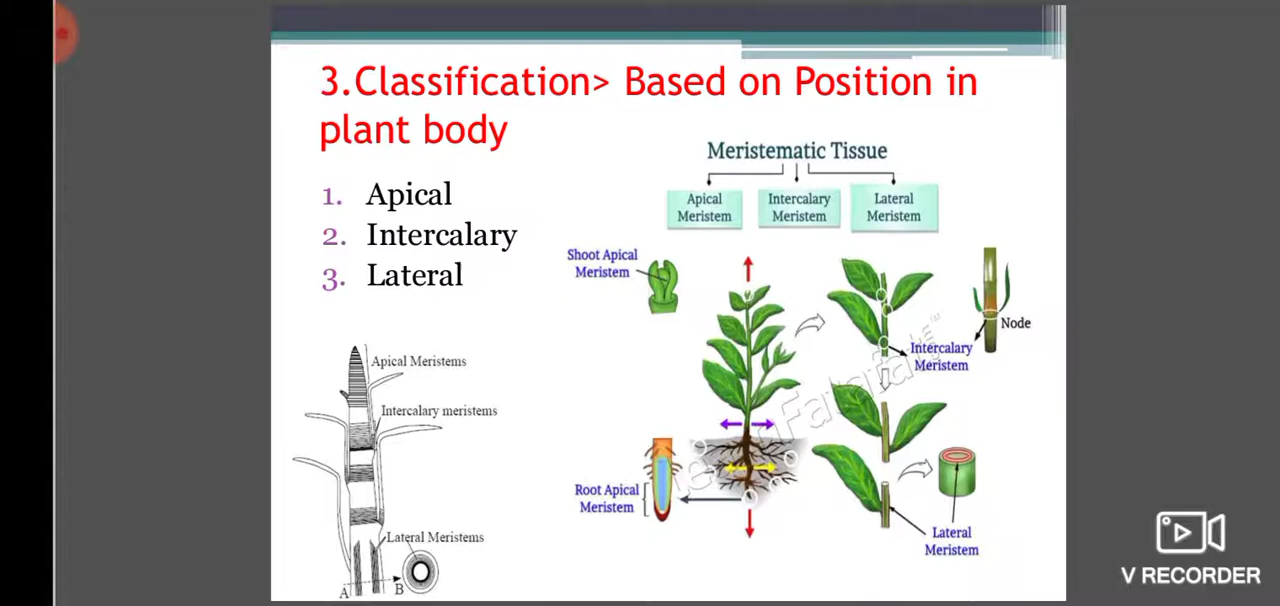 3.Classification> Based on Position in
plant body
1. Apical
2. Intercalary
3. Lateral
Meristematic Tissue
Apical
Meristem
Intercalary
Meristem
Lateral
Meristem
Shoot Apical
Meristem
Node
Intercalary
Meristem
Root Apical
Meristem
Lateral
Meristem
Apical Meristems
Intercalary meristems
Lateral Meristems
A
B
V RECORDER